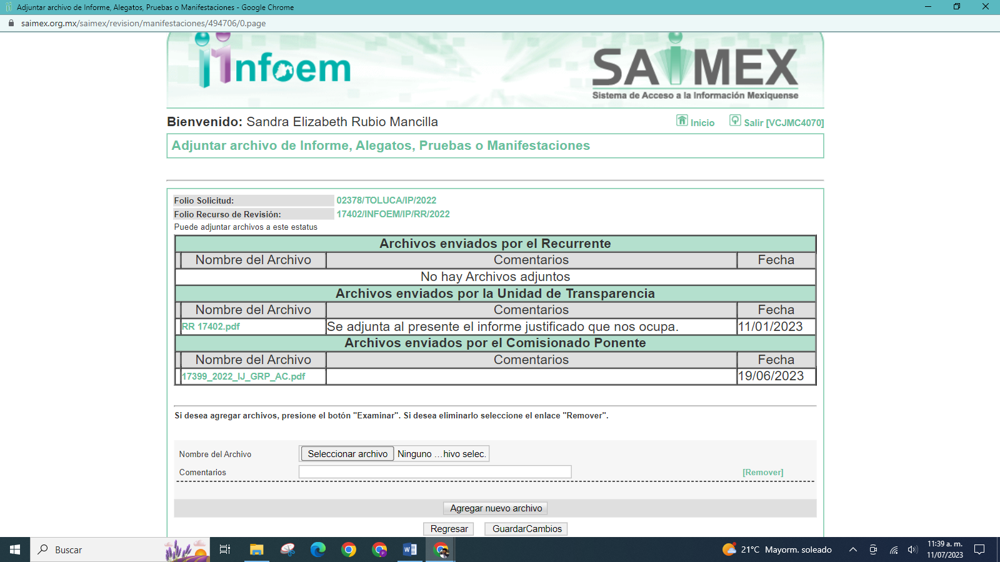 Adjuntar archivo de Informe, Alegatos, Pruebas o Manifestaciones - Google Chrome
saimex.org.mx/saimex/revision/manifestaciones/494706/0.page
infoem
SAIMEX
Sistema de Acceso a la Información Mexiquense
Bienvenido: Sandra Elizabeth Rubio Mancilla
Inicio Salir [VCJMC4070]
Adjuntar archivo de Informe, Alegatos, Pruebas o Manifestaciones
Folio Solicitud: 02378/TOLUCA/IP/2022
Folio Recurso de Revisión: 17402/INFOEM/IP/RR/2022
Puede adjuntar archivos a este estatus
Archivos enviados por el Recurrente
Nombre del Archivo Comentarios Fecha
No hay Archivos adjuntos
Archivos enviados por la Unidad de Transparencia
Nombre del Archivo Comentarios Fecha
RR 17402.pdf Se adjunta al presente el informe justificado que nos ocupa. 11/01/2023
Archivos enviados por el Comisionado Ponente
Nombre del Archivo Comentarios Fecha
17399_2022_IJ_GRP_AC.pdf 19/06/2023
Si desea agregar archivos, presione el botón "Examinar". Si desea eliminarlo seleccione el enlace "Remover".
Nombre del Archivo Seleccionar archivo Ninguno ...hivo selec.
Comentarios [Remover]
Agregar nuevo archivo
Regresar GuardarCambios
Buscar
21°C Mayorm. soleado
11:39 a. m.
11/07/2023